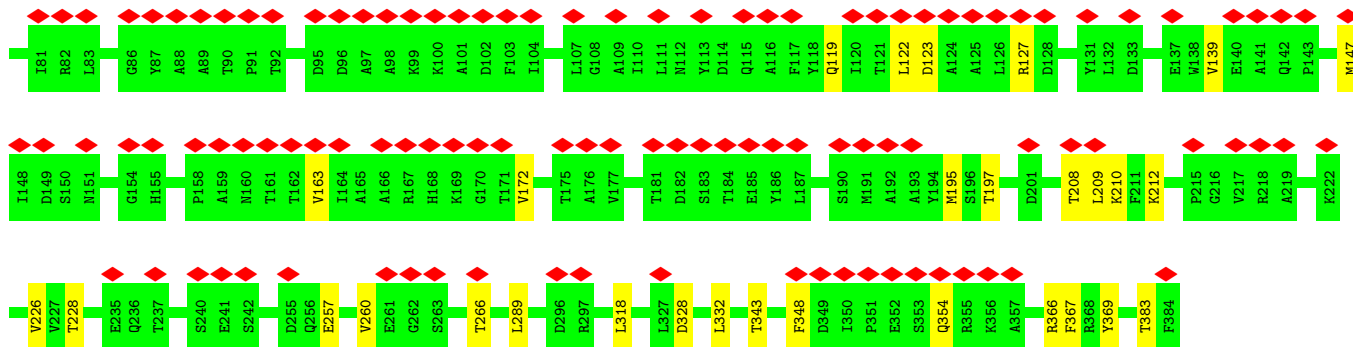 I81 R82 L83 G86 Y87 A88 A89 T90 P91 T92 D95 D96 A97 A98 K99 K100 A101 D102 F103 I104 L107 G108 A109 I110 L111 N112 Y113 D114 Q115 A116 F117 Y118 Q119 I120 T121 L122 D123 A124 A125 L126 R127 D128 Y131 L132 D133 E137 W138 V139 E140 A141 Q142 P143 M147
I148 D149 S150 N151 G154 H155 P158 A159 N160 T161 T162 V163 I164 A165 A166 R167 H168 K169 G170 T171 V172 T175 A176 V177 T181 D182 S183 T184 E185 Y186 L187 S190 M191 A192 A193 Y194 M195 S196 T197 D201 T208 L209 K210 F211 K212 P215 G216 V217 R218 A219 K222
V226 V227 T228 E235 Q236 T237 S240 E241 S242 D255 Q256 E257 V260 E261 G262 S263 T266 L289 D296 R297 L318 L327 D328 L332 T343 F348 D349 I350 P351 E352 S353 Q354 R355 K356 A357 R366 F367 R368 Y369 T383 F384